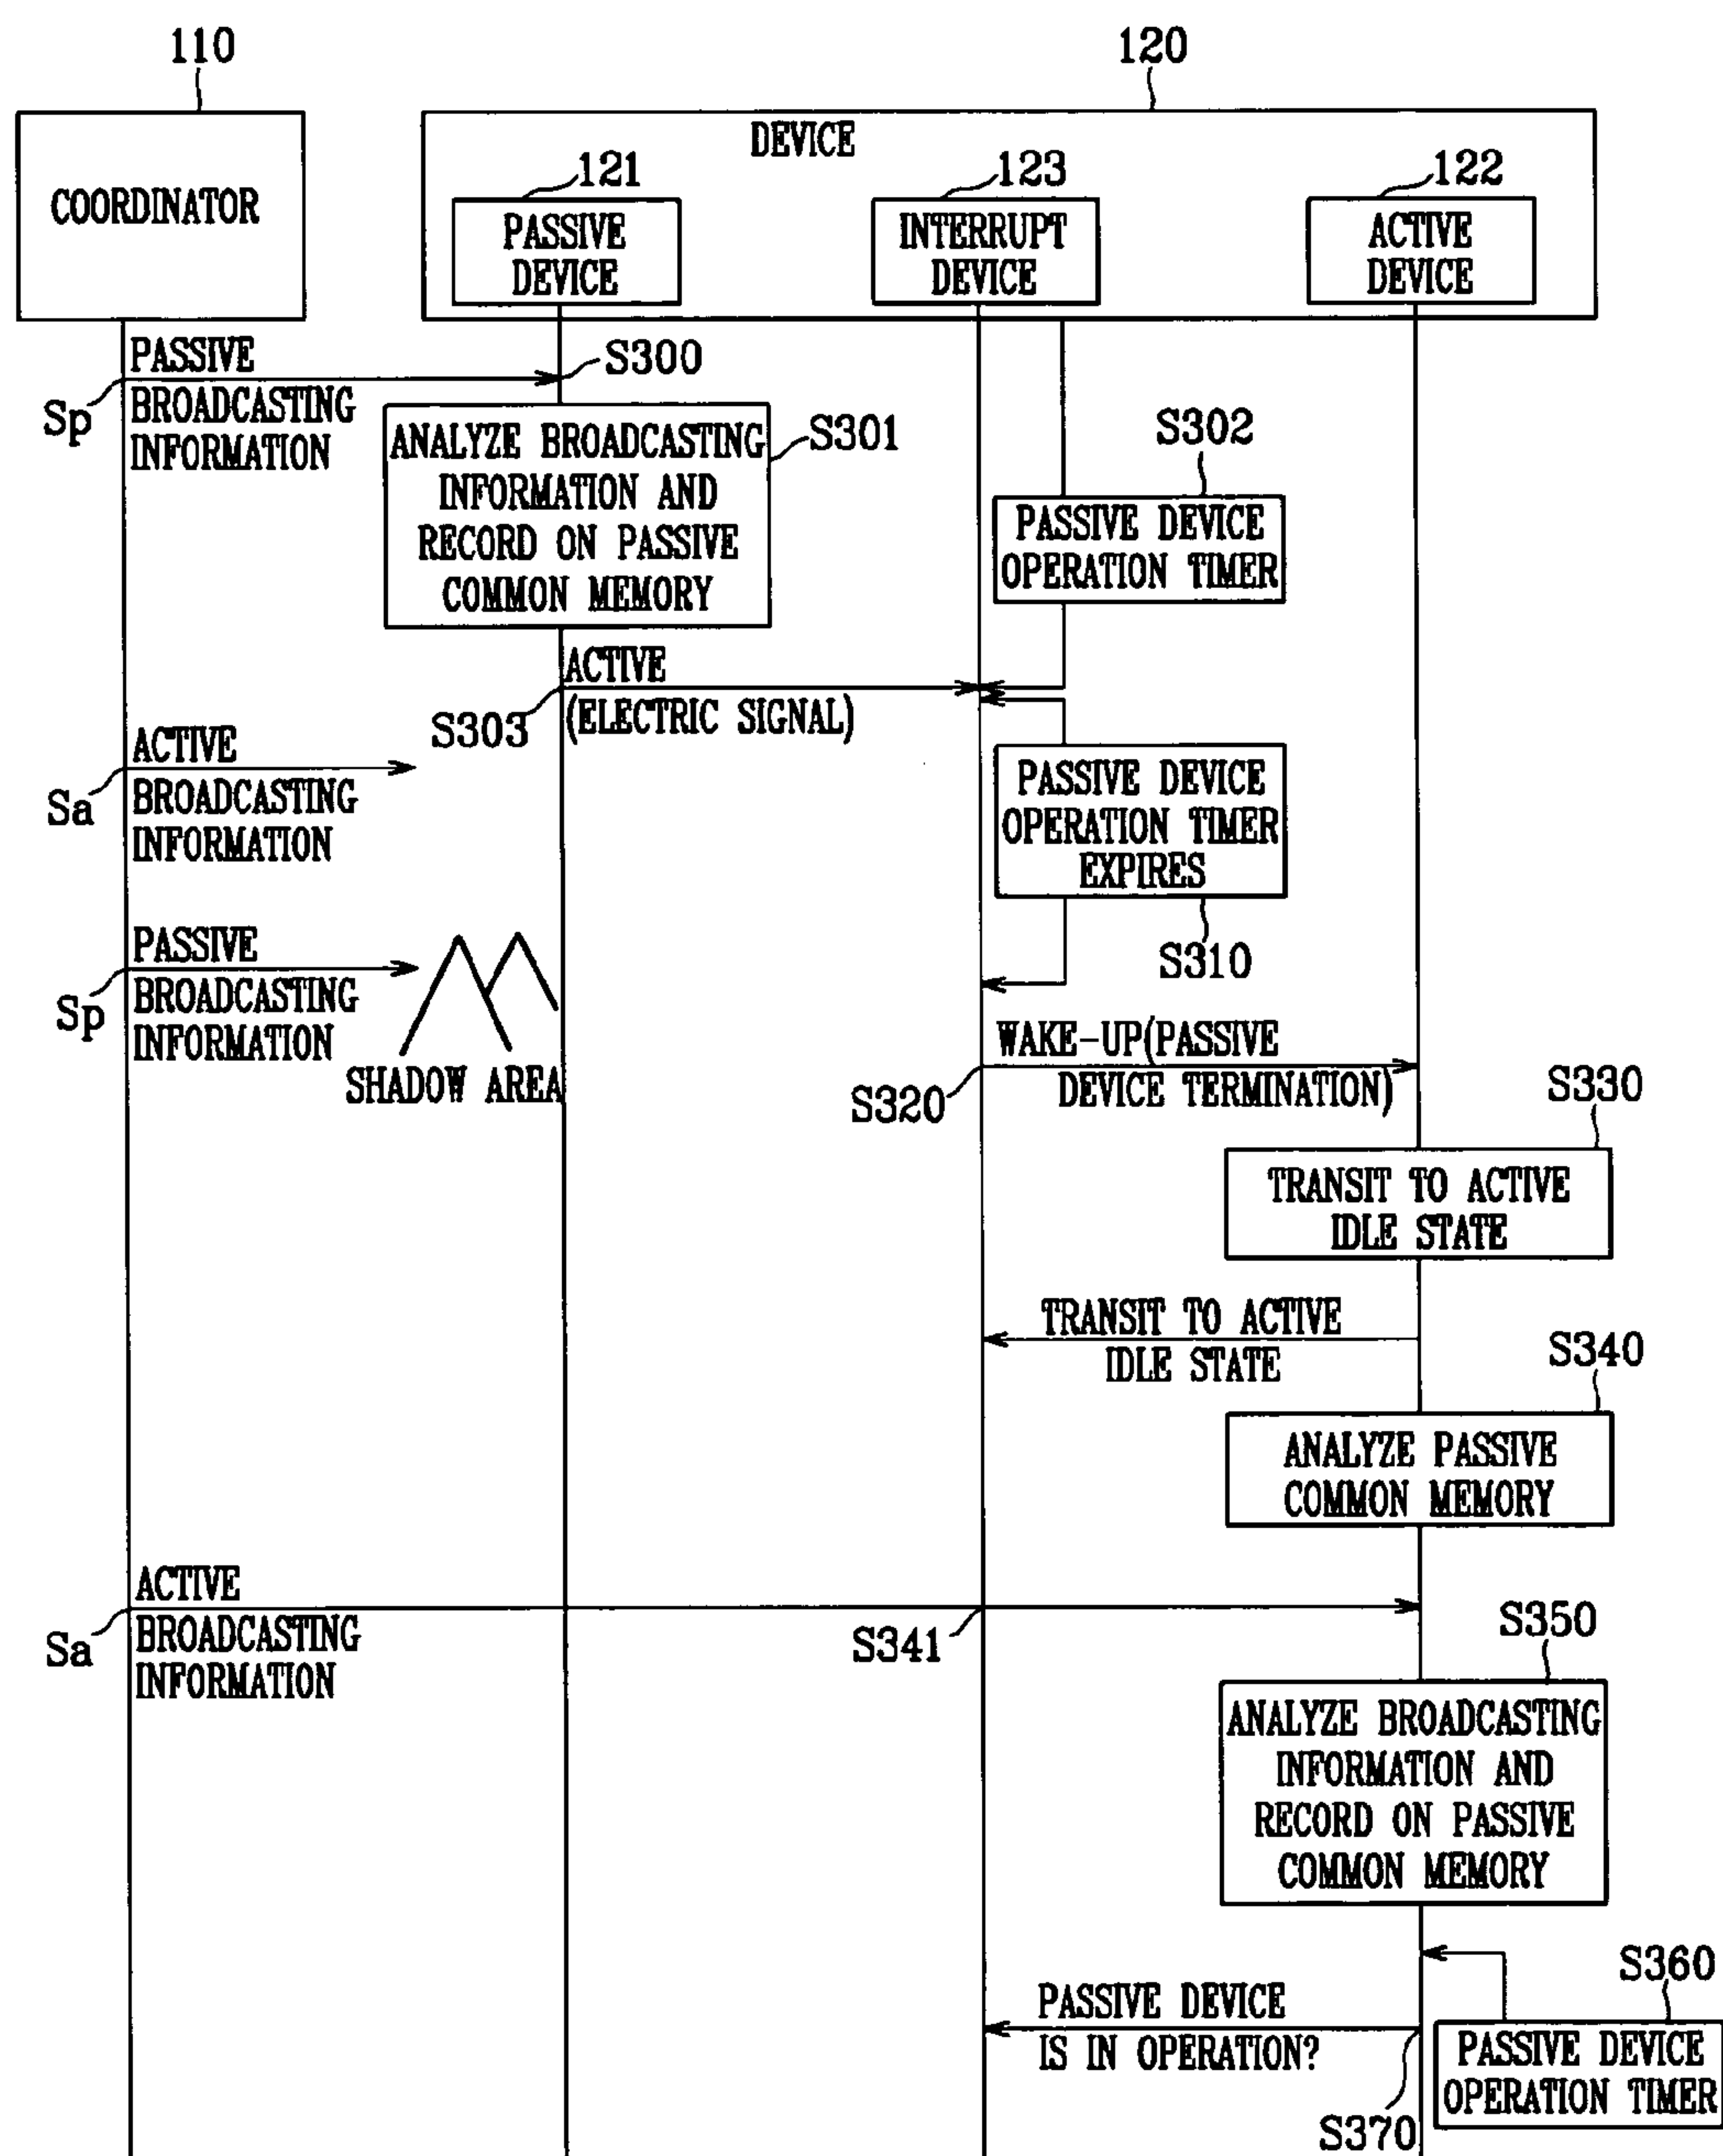 110
120
COORDINATOR
DEVICE
121
123
122
PASSIVE
DEVICE
INTERRUPT
DEVICE
ACTIVE
DEVICE
PASSIVE
BROADCASTING
INFORMATION
Sp
S300
ANALYZE BROADCASTING
INFORMATION AND
RECORD ON PASSIVE
COMMON MEMORY
S301
S302
PASSIVE DEVICE
OPERATION TIMER
ACTIVE
(ELECTRIC SIGNAL)
S303
ACTIVE
BROADCASTING
INFORMATION
Sa
PASSIVE DEVICE
OPERATION TIMER
EXPIRES
S310
PASSIVE
BROADCASTING
INFORMATION
Sp
SHADOW AREA
WAKE-UP(PASSIVE
DEVICE TERMINATION)
S320
S330
TRANSIT TO ACTIVE
IDLE STATE
TRANSIT TO ACTIVE
IDLE STATE
S340
ANALYZE PASSIVE
COMMON MEMORY
ACTIVE
BROADCASTING
INFORMATION
Sa
S341
S350
ANALYZE BROADCASTING
INFORMATION AND
RECORD ON PASSIVE
COMMON MEMORY
S360
PASSIVE DEVICE
IS IN OPERATION?
PASSIVE DEVICE
OPERATION TIMER
S370